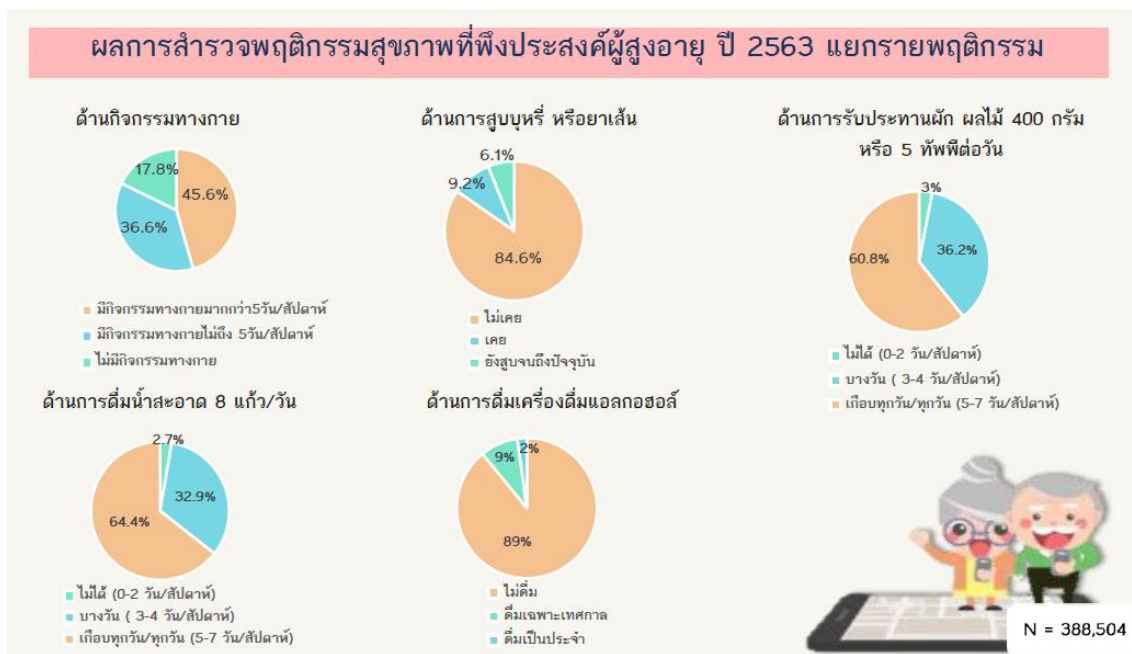 ผลการสำรวจพฤติกรรมสุขภาพที่พึงประสงค์ผู้สูงอายุ ปี 2563 แยกรายพฤติกรรม
ด้านกิจกรรมทางกาย
17.8%
45.6%
36.6%
มีกิจกรรมทางกายมากกว่า5วัน/สัปดาห์
มีกิจกรรมทางกายไม่ถึง 5วัน/สัปดาห์
ไม่มีกิจกรรมทางกาย
ด้านการสูบบุหรี่ หรือยาเส้น
6.1%
9.2%
84.6%
ไม่เคย
เคย
ยังสูบจนถึงปัจจุบัน
ด้านการรับประทานผัก ผลไม้ 400 กรัม
หรือ 5 ทัพพีต่อวัน
3%
36.2%
60.8%
ไม่ได้ (0-2 วัน/สัปดาห์)
บางวัน ( 3-4 วัน/สัปดาห์)
เกือบทุกวัน/ทุกวัน (5-7 วัน/สัปดาห์)
ด้านการดื่มน้ำสะอาด 8 แก้ว/วัน
2.7%
32.9%
64.4%
ไม่ได้ (0-2 วัน/สัปดาห์)
บางวัน ( 3-4 วัน/สัปดาห์)
เกือบทุกวัน/ทุกวัน (5-7 วัน/สัปดาห์)
ด้านการดื่มเครื่องดื่มแอลกอฮอล์
9%
2%
89%
ไม่ดื่ม
ดื่มเฉพาะเทศกาล
ดื่มเป็นประจำ
N = 388,504